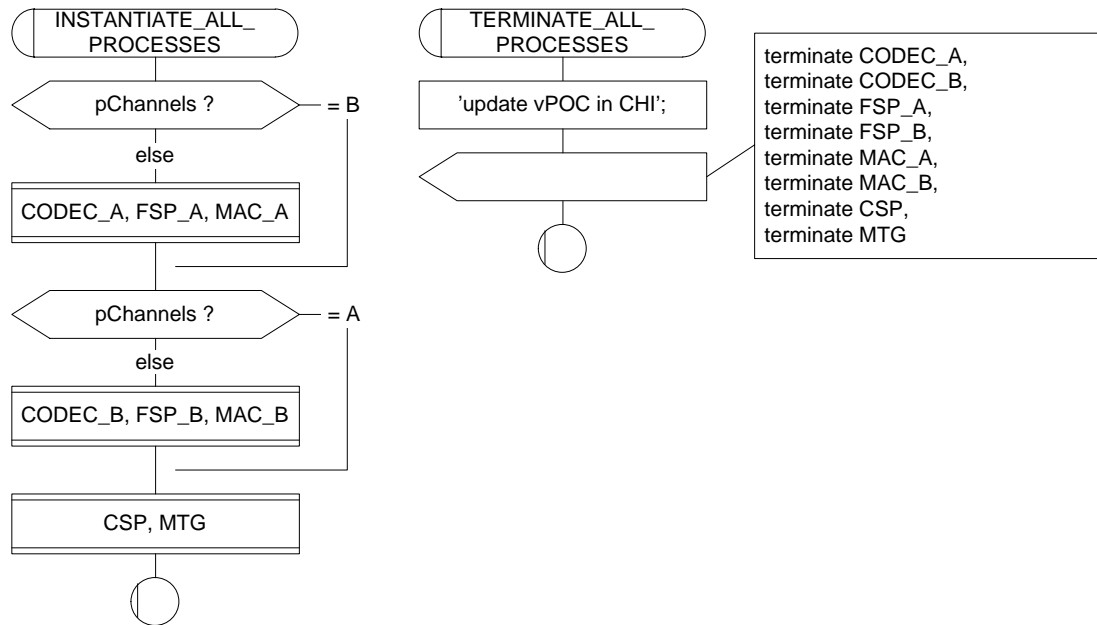 INSTANTIATE_ALL_
PROCESSES
pChannels ?
= B
else
CODEC_A, FSP_A, MAC_A
pChannels ?
= A
else
CODEC_B, FSP_B, MAC_B
CSP, MTG
TERMINATE_ALL_
PROCESSES
'update vPOC in CHI';
terminate CODEC_A,
terminate CODEC_B,
terminate FSP_A,
terminate FSP_B,
terminate MAC_A,
terminate MAC_B,
terminate CSP,
terminate MTG